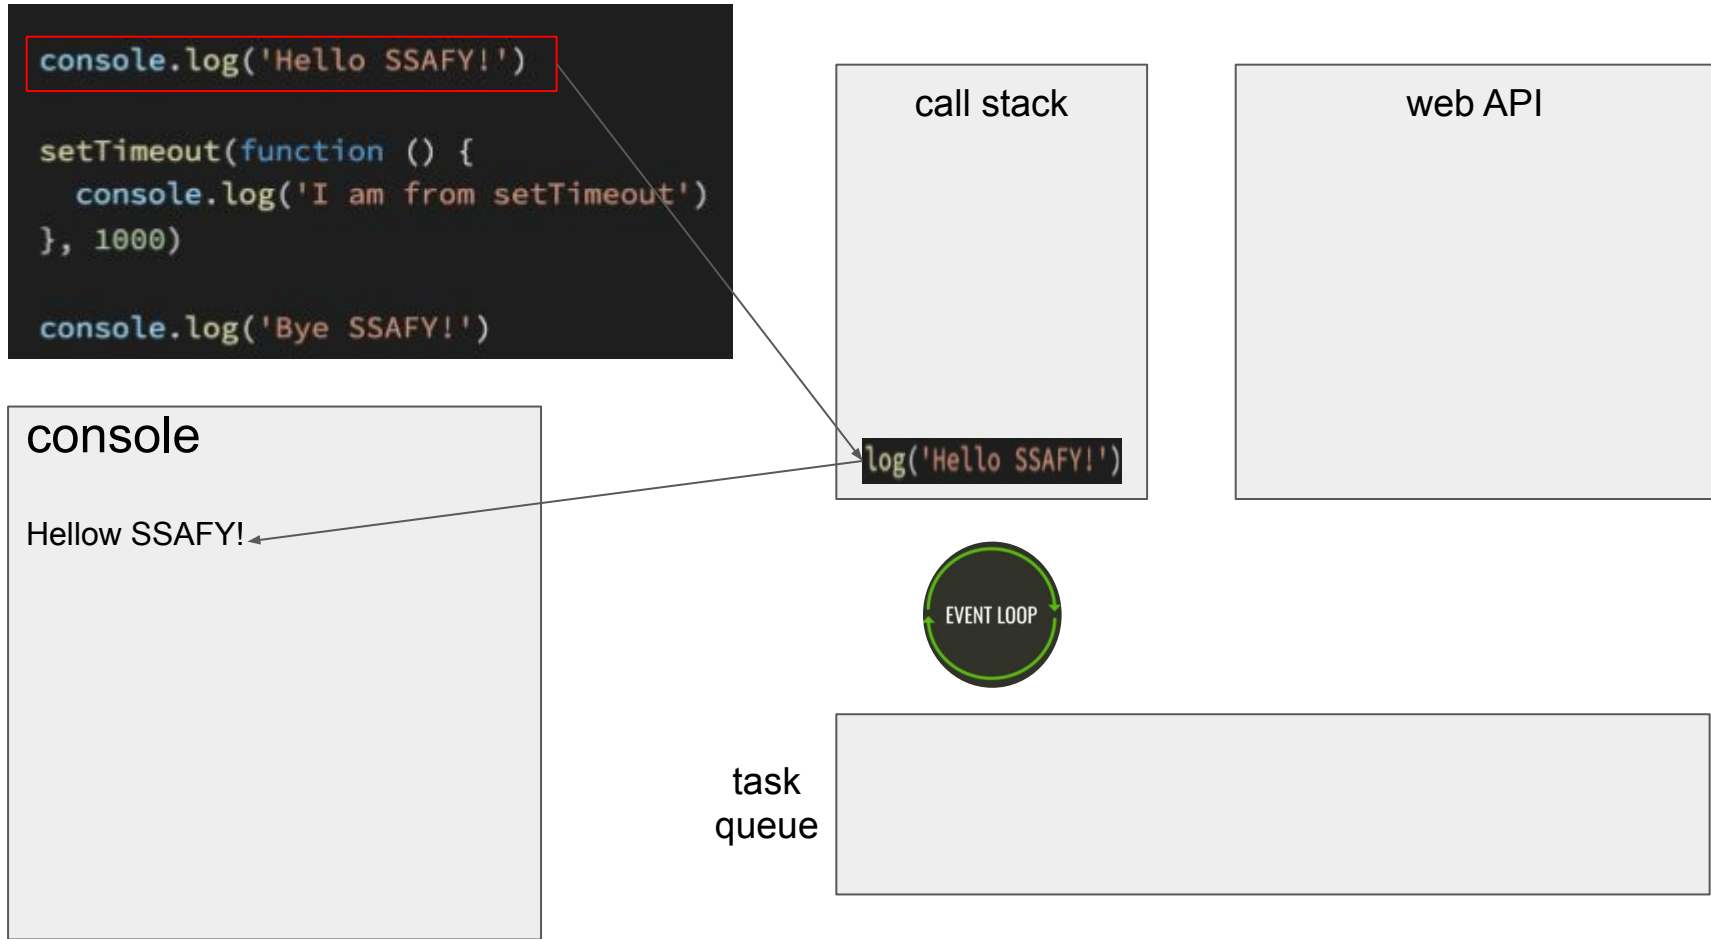 console.log('Hello SSAFY!')
setTimeout(function () {
  console.log('I am from setTimeout')
}, 1000)
console.log('Bye SSAFY!')
call stack
log('Hello SSAFY!')
web API
console
Hellow SSAFY!
EVENT LOOP
task
queue